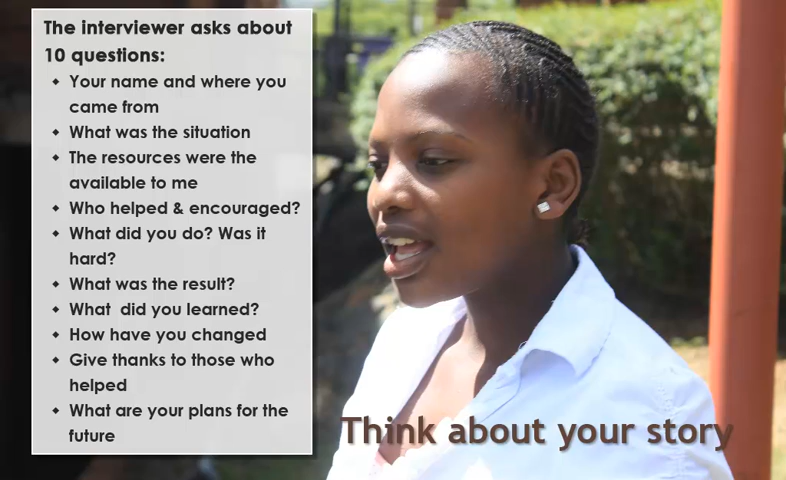 The interviewer asks about
10 questions:
◆ Your name and where you
came from
◆ What was the situation
◆ The resources were the
available to me
◆ Who helped & encouraged?
◆ What did you do? Was it
hard?
◆ What was the result?
◆ What  did you learned?
◆ How have you changed
◆ Give thanks to those who
helped
◆ What are your plans for the
future
Think about your story